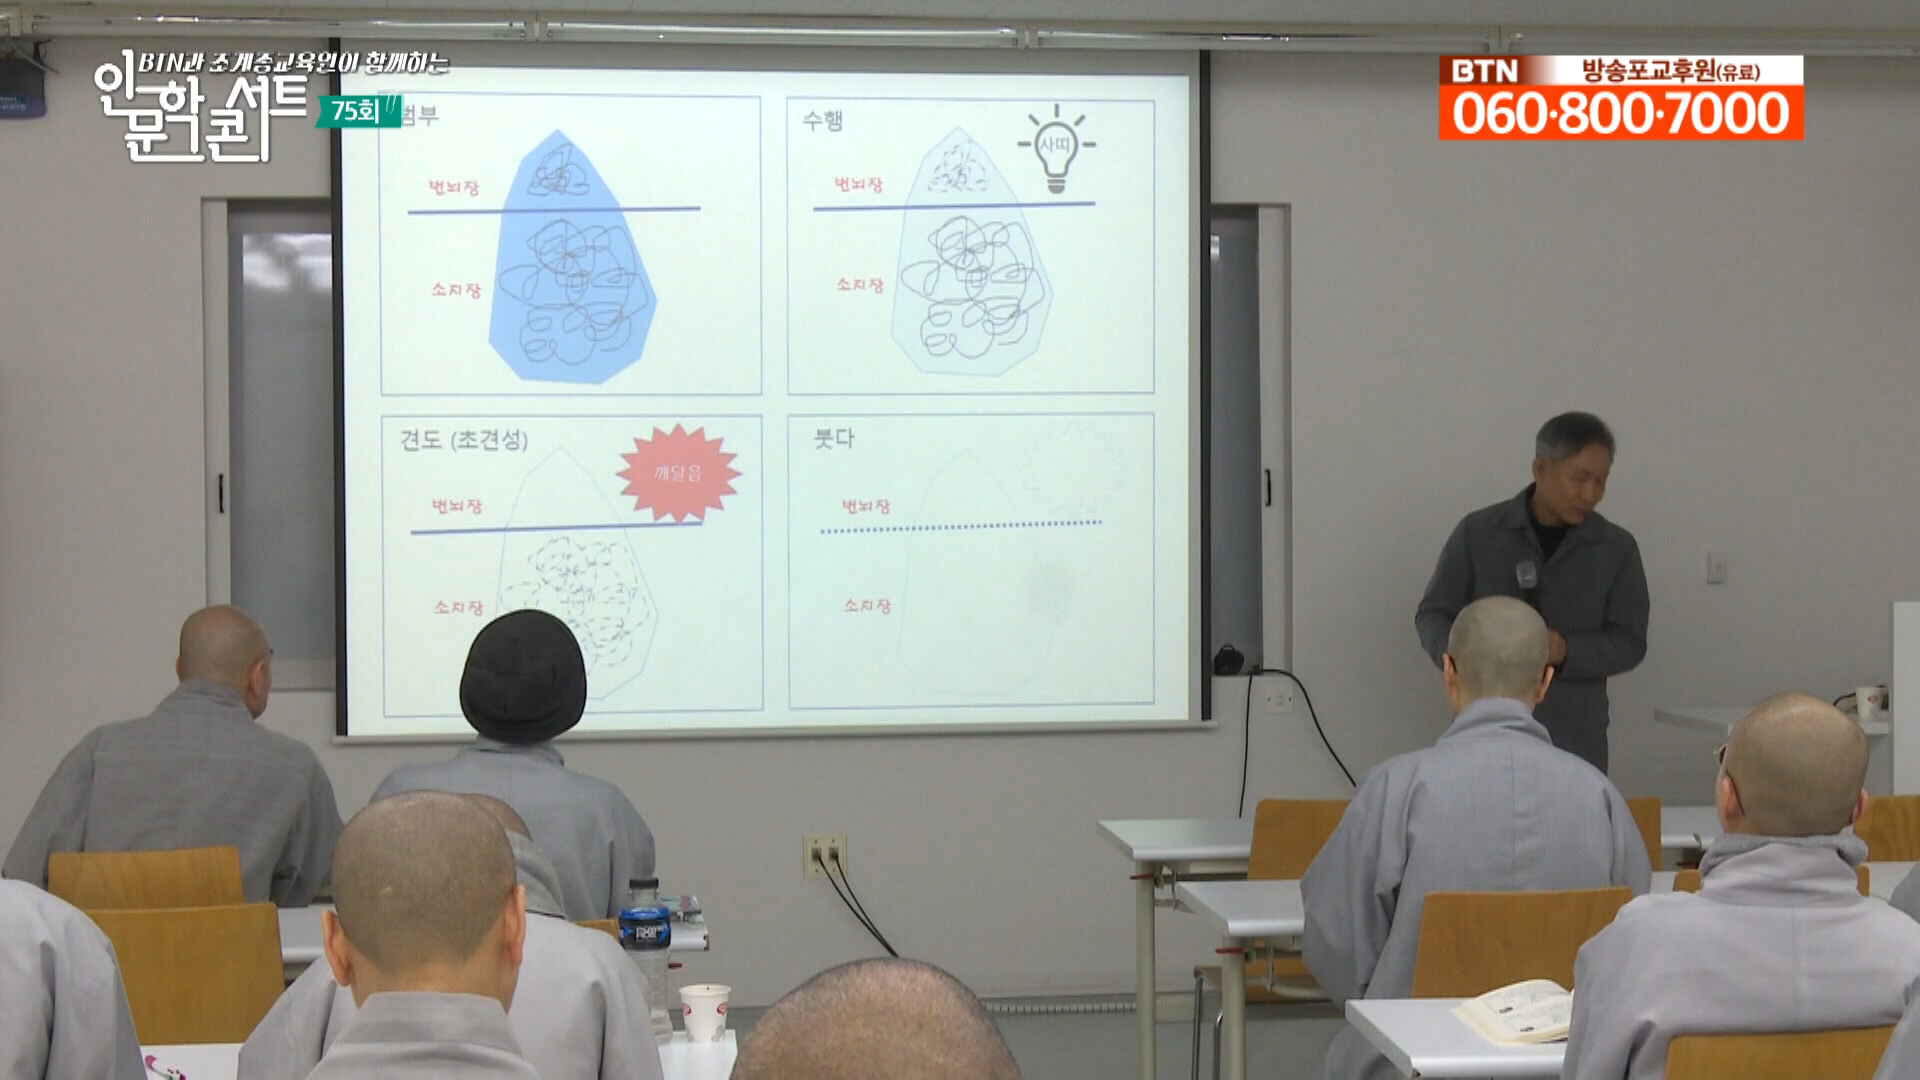 BTN과 조계종교육원이 함께하는
인문학콘서트
75회
BTN 방송포교후원(유료)
060·800·7000
범부
번뇌장
소지장
수행
사띠
번뇌장
소지장
견도 (초견성)
깨달음
번뇌장
소지장
붓다
번뇌장
소지장